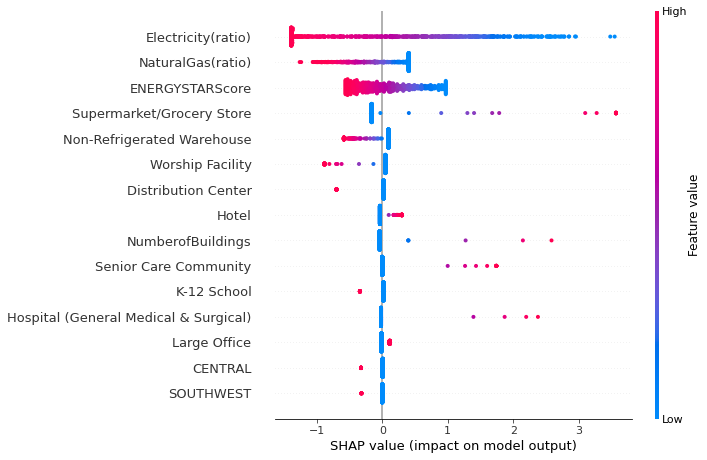 High
Electricity(ratio)
NaturalGas(ratio)
ENERGYSTARScore
Supermarket/Grocery Store
Non-Refrigerated Warehouse
Worship Facility
Distribution Center
Hotel
NumberofBuildings
Senior Care Community
K-12 School
Hospital (General Medical & Surgical)
Large Office
CENTRAL
SOUTHWEST
Feature value
Low
−1 0 1 2 3
SHAP value (impact on model output)